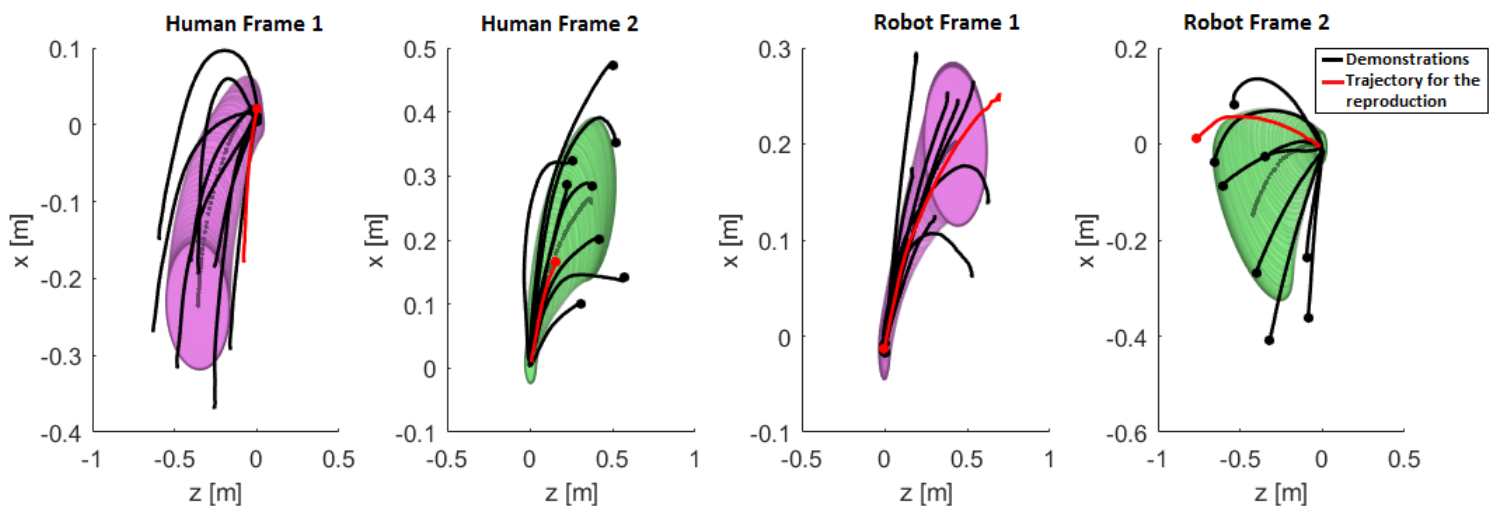 Human Frame 1
0.1
0
-0.1
-0.2
-0.3
-0.4
-1
-0.5
0
0.5
x [m]
z [m]
Human Frame 2
0.5
0.4
0.3
0.2
0.1
0
-0.1
0
0.5
1
x [m]
z [m]
Robot Frame 1
0.3
0.2
0.1
0
-0.1
0
0.5
1
x [m]
z [m]
Robot Frame 2
0.2
0
-0.2
-0.4
-0.6
-1
-0.5
0
0.5
x [m]
z [m]
Demonstrations
Trajectory for the
reproduction